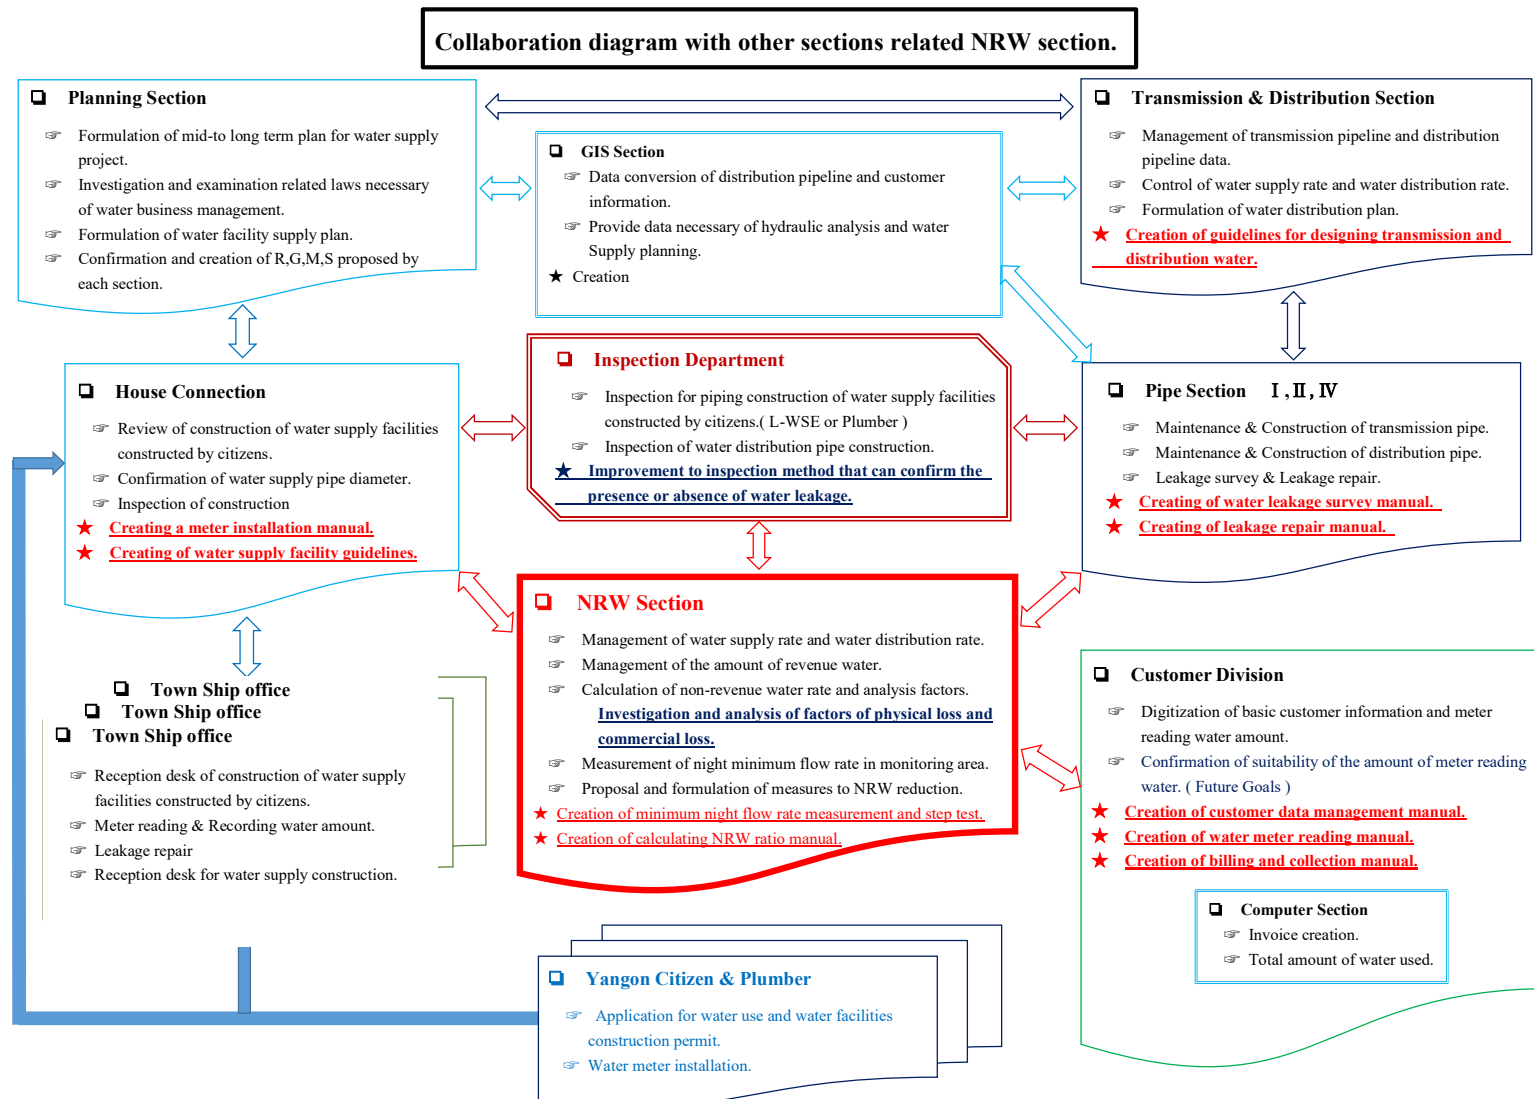 Collaboration diagram with other sections related NRW section.
❑ Planning Section
☞ Formulation of mid-to long term plan for water supply
project.
☞ Investigation and examination related laws necessary
of water business management.
☞ Formulation of water facility supply plan.
☞ Confirmation and creation of R,G,M,S proposed by
each section.
❑ GIS Section
☞ Data conversion of distribution pipeline and customer
information.
☞ Provide data necessary of hydraulic analysis and water
Supply planning.
★ Creation
❑ Transmission & Distribution Section
☞ Management of transmission pipeline and distribution
pipeline data.
☞ Control of water supply rate and water distribution rate.
☞ Formulation of water distribution plan.
★ Creation of guidelines for designing transmission and
distribution water.
❑ House Connection
☞ Review of construction of water supply facilities
constructed by citizens.
☞ Confirmation of water supply pipe diameter.
☞ Inspection of construction
★ Creating a meter installation manual.
★ Creating of water supply facility guidelines.
❑ Inspection Department
☞ Inspection for piping construction of water supply facilities
constructed by citizens.( L-WSE or Plumber )
☞ Inspection of water distribution pipe construction.
★ Improvement to inspection method that can confirm the
presence or absence of water leakage.
❑ Pipe Section Ⅰ,Ⅱ,Ⅳ
☞ Maintenance & Construction of transmission pipe.
☞ Maintenance & Construction of distribution pipe.
☞ Leakage survey & Leakage repair.
★ Creating of water leakage survey manual.
★ Creating of leakage repair manual.
❑ NRW Section
☞ Management of water supply rate and water distribution rate.
☞ Management of the amount of revenue water.
☞ Calculation of non-revenue water rate and analysis factors.
Investigation and analysis of factors of physical loss and
commercial loss.
☞ Measurement of night minimum flow rate in monitoring area.
☞ Proposal and formulation of measures to NRW reduction.
★ Creation of minimum night flow rate measurement and step test.
★ Creation of calculating NRW ratio manual.
❑ Town Ship office
❑ Town Ship office
❑ Town Ship office
☞ Reception desk of construction of water supply
facilities constructed by citizens.
☞ Meter reading & Recording water amount.
☞ Leakage repair
☞ Reception desk for water supply construction.
❑ Customer Division
☞ Digitization of basic customer information and meter
reading water amount.
☞ Confirmation of suitability of the amount of meter reading
water. ( Future Goals )
★ Creation of customer data management manual.
★ Creation of water meter reading manual.
★ Creation of billing and collection manual.
❑ Computer Section
☞ Invoice creation.
☞ Total amount of water used.
❑ Yangon Citizen & Plumber
☞ Application for water use and water facilities
construction permit.
☞ Water meter installation.